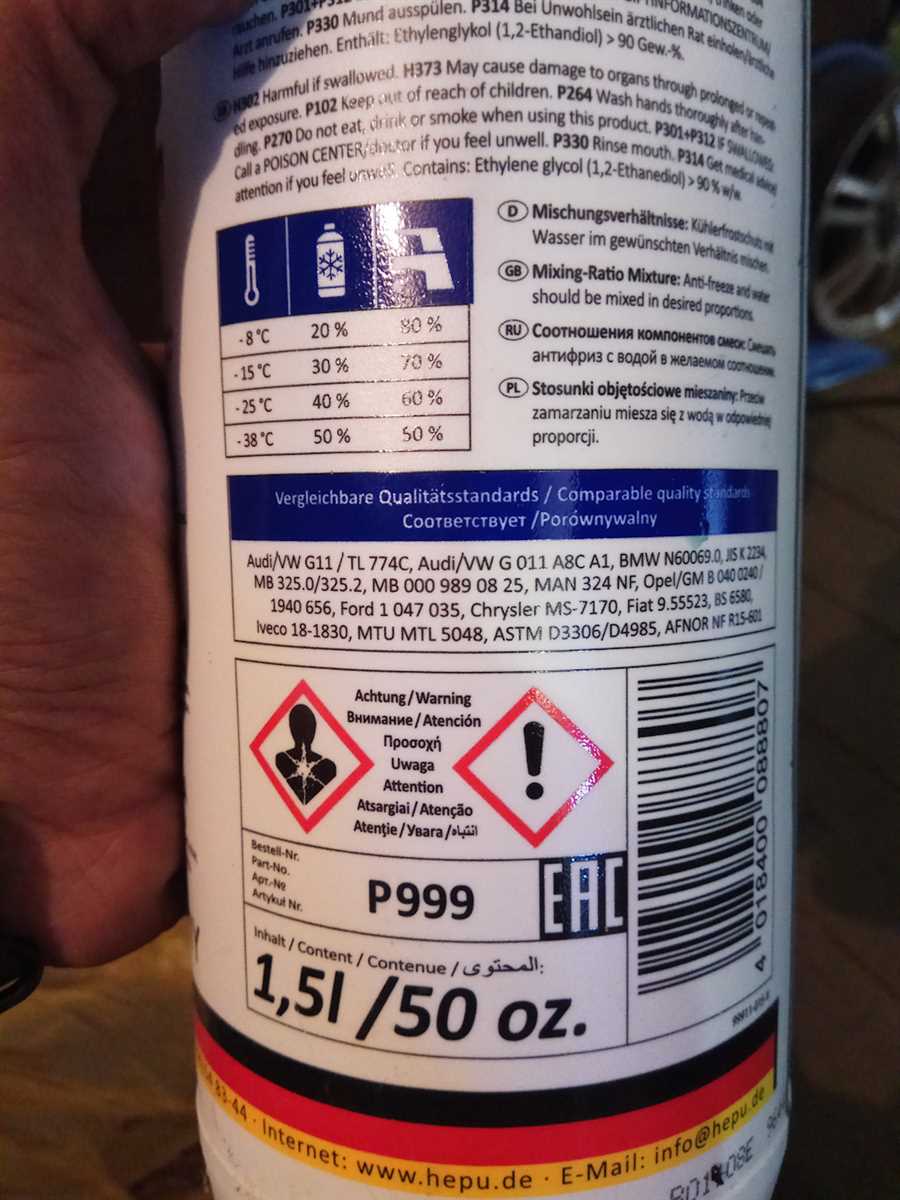 rauchen. P301+P312
Arzt anrufen. P330 Mund ausspülen. P314 Bei Unwohlsein ärztlichen Rat einholen/ärztliche
Hilfe hinzuziehen. Enthält: Ethylenglykol (1,2-Ethandiol) > 90 Gew.-%.
GB H302 Harmful if swallowed. H373 May cause damage to organs through prolonged or repeat-
ed exposure. P102 Keep out of reach of children. P264 Wash hands thoroughly after han-
dling. P270 Do not eat, drink or smoke when using this product. P301+P312 IF SWALLOWED:
Call a POISON CENTER/doctor if you feel unwell. P330 Rinse mouth. P314 Get medical advice/
attention if you feel unwell. Contains: Ethylene glycol (1,2-Ethanediol) > 90 % w/w.
-8 °C 20 % 80 %
-15 °C 30 % 70 %
-25 °C 40 % 60 %
-38 °C 50 % 50 %
D Mischungsverhältnisse: Kühlerfrostschutz mit
Wasser im gewünschten Verhältnis mischen.
GB Mixing-Ratio Mixture: Anti-freeze and water
should be mixed in desired proportions.
RU Соотношения компонентов смеси: Смешать
антифриз с водой в желаемом соотношении.
PL Stosunki objętościowe mieszaniny: Przeciw
zamarzaniu miesza się z wodą w odpowiedniej
proporcji.
Vergleichbare Qualitätsstandards / Comparable quality standards
Соответствует /Porównywalny
Audi/VW G11 / TL 774C, Audi/VW G 011 A8C A1, BMW N60069.0, JIS K 2234,
MB 325.0/325.2, MB 000 989 08 25, MAN 324 NF, Opel/GM B 040 0240 /
1940 656, Ford 1 047 035, Chrysler MS-7170, Fiat 9.55523, BS 6580,
Iveco 18-1830, MTU MTL 5048, ASTM D3306/D4985, AFNOR NF R15-601
Achtung/Warning
Внимание/Atención
Προσοχή
Uwaga
Attention
Atsargiai/Atenção
Atenţie/Увага/انتباه
Bestell-Nr.
Part-No.
Арт.-№
Artykuł Nr.
P999
EAC
Inhalt / Content / Contenue / المحتوى:
1,5l /50 oz.
4 018400 088807
83-44 · Internet: www.hepu.de · E-Mail: info@hepu.de